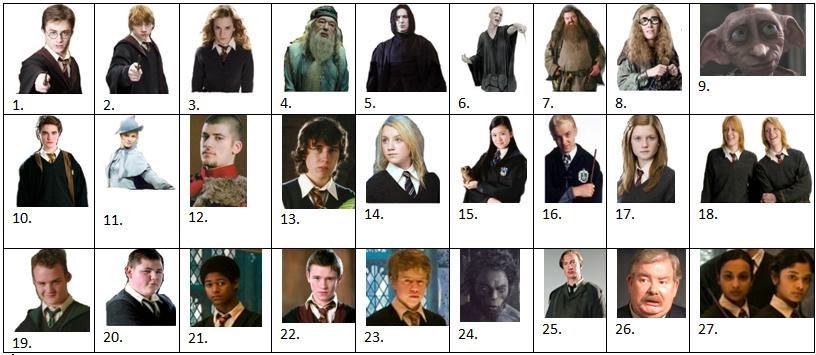 1. 2. 3. 4. 5. 6. 7. 8. 9.
10. 11. 12. 13. 14. 15. 16. 17. 18.
19. 20. 21. 22. 23. 24. 25. 26. 27.